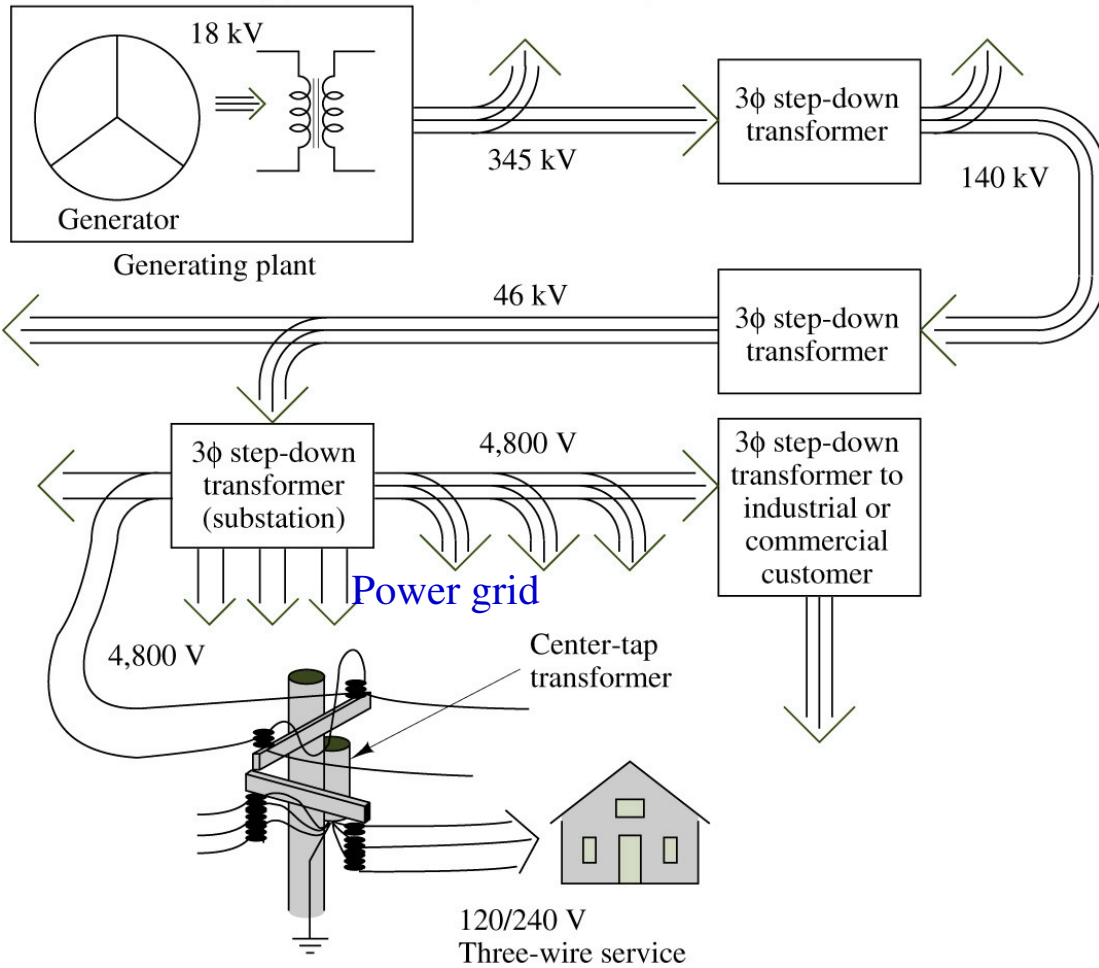 18 kV
Generator
Generating plant
345 kV
3ϕ step-down
transformer
140 kV
46 kV
3ϕ step-down
transformer
3ϕ step-down
transformer
(substation)
4,800 V
3ϕ step-down
transformer to
industrial or
commercial
customer
Power grid
4,800 V
Center-tap
transformer
120/240 V
Three-wire service